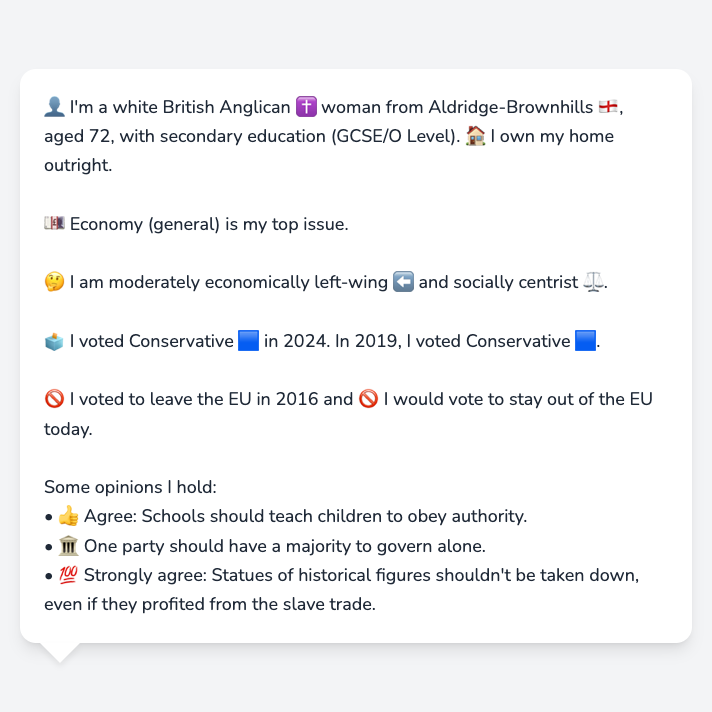 👤 I'm a white British Anglican ✝️ woman from Aldridge-Brownhills 🏴󠁧󠁢󠁥󠁮󠁧󠁿,
aged 72, with secondary education (GCSE/O Level). 🏠 I own my home
outright.
💷 Economy (general) is my top issue.
🤔 I am moderately economically left-wing ⬅️ and socially centrist ⚖️.
🗳️ I voted Conservative 🟦 in 2024. In 2019, I voted Conservative 🟦.
🚫 I voted to leave the EU in 2016 and 🚫 I would vote to stay out of the EU
today.
Some opinions I hold:
• 👍 Agree: Schools should teach children to obey authority.
• 🏛️ One party should have a majority to govern alone.
• 💯 Strongly agree: Statues of historical figures shouldn't be taken down,
even if they profited from the slave trade.